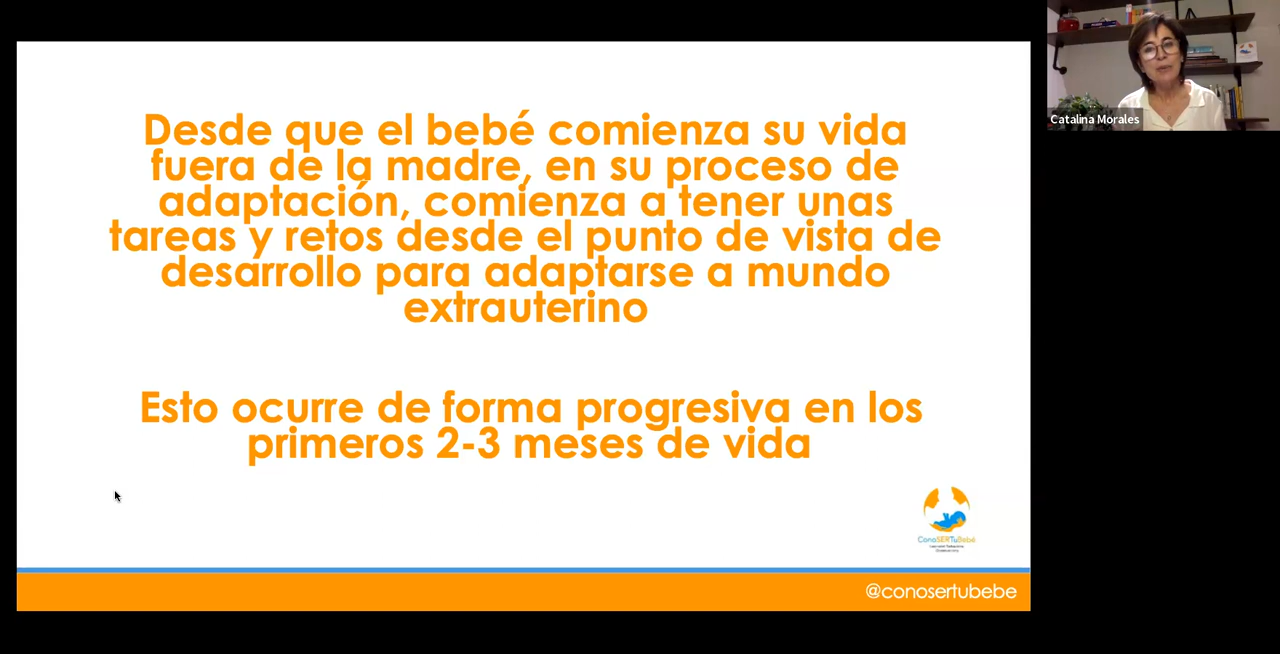 Desde que el bebé comienza su vida
fuera de la madre, en su proceso de
adaptación, comienza a tener unas
tareas y retos desde el punto de vista de
desarrollo para adaptarse a mundo
extrauterino
Esto ocurre de forma progresiva en los
primeros 2-3 meses de vida
ConoSERTuBebé
@conosertubebe
Catalina Morales